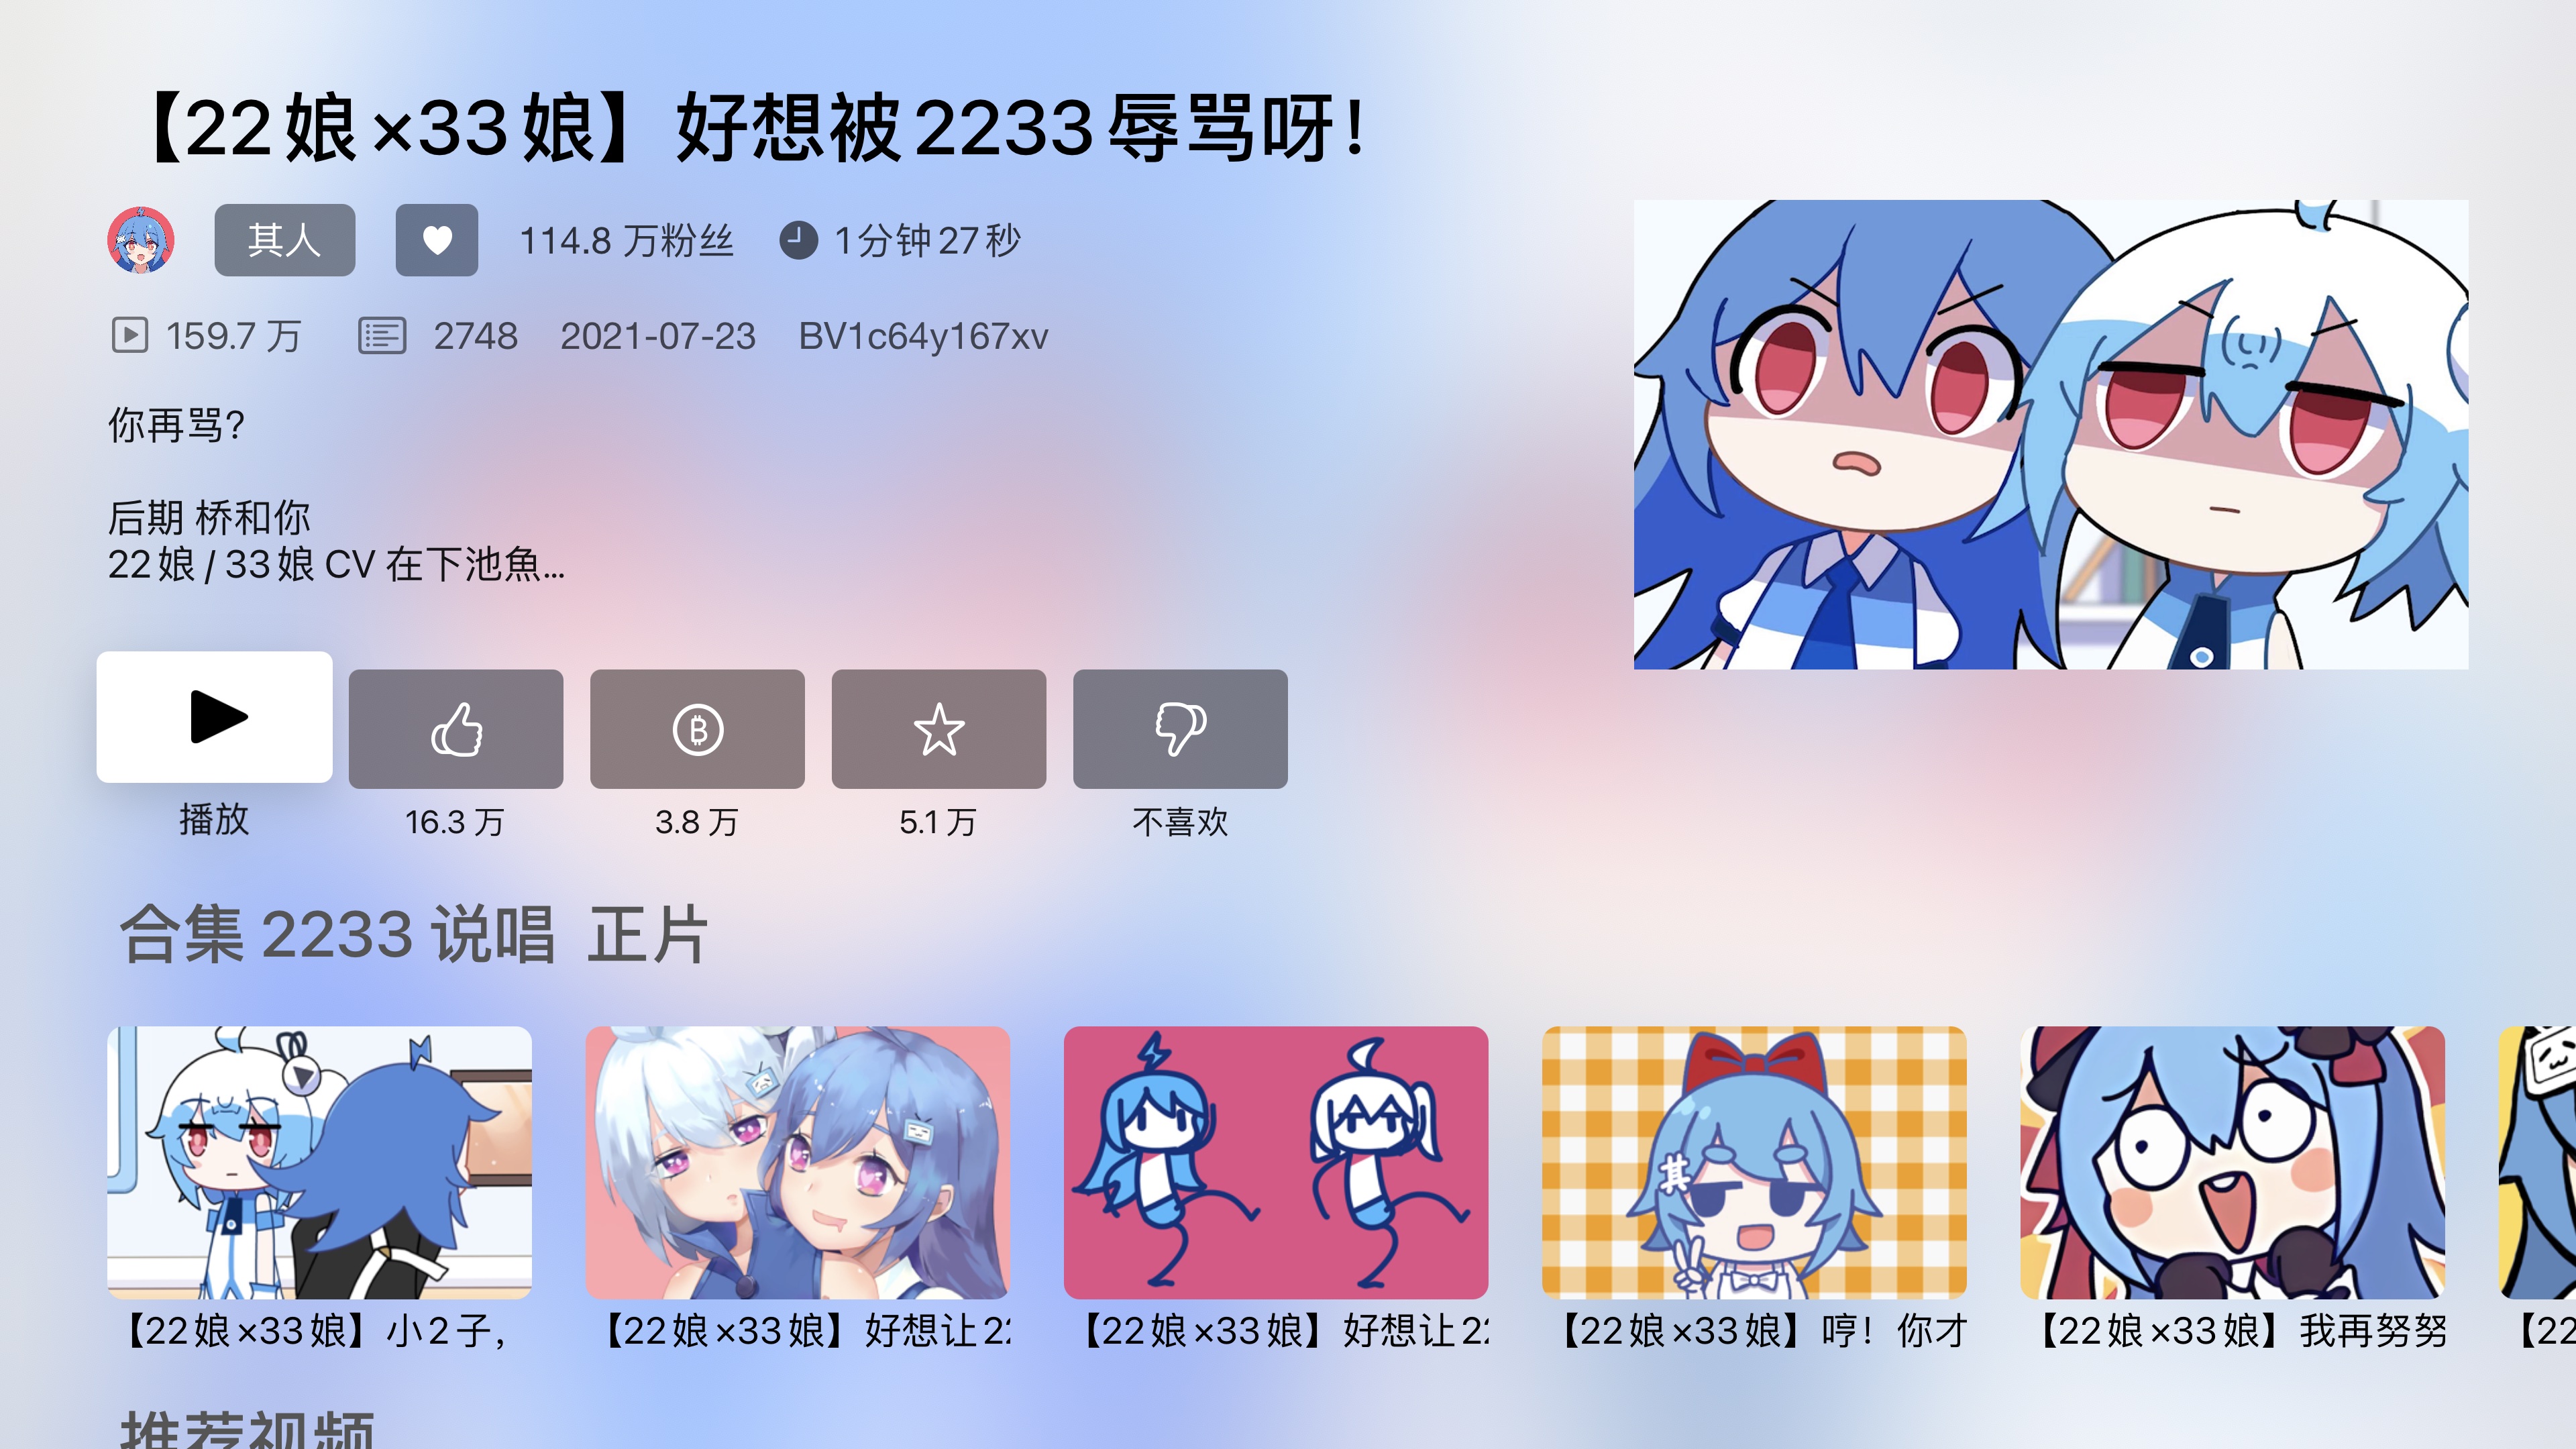 【22娘×33娘】好想被2233辱骂呀！
其人 114.8 万粉丝 1分钟27秒
159.7 万 2748 2021-07-23 BV1c64y167xv
你再骂？
后期 桥和你
22娘 / 33娘 CV 在下池魚...
播放 16.3 万 3.8 万 5.1 万 不喜欢
合集 2233 说唱 正片
【22娘×33娘】小2子，
【22娘×33娘】好想让22
【22娘×33娘】好想让22
【22娘×33娘】哼！你才
【22娘×33娘】我再努努
【22
推荐视频